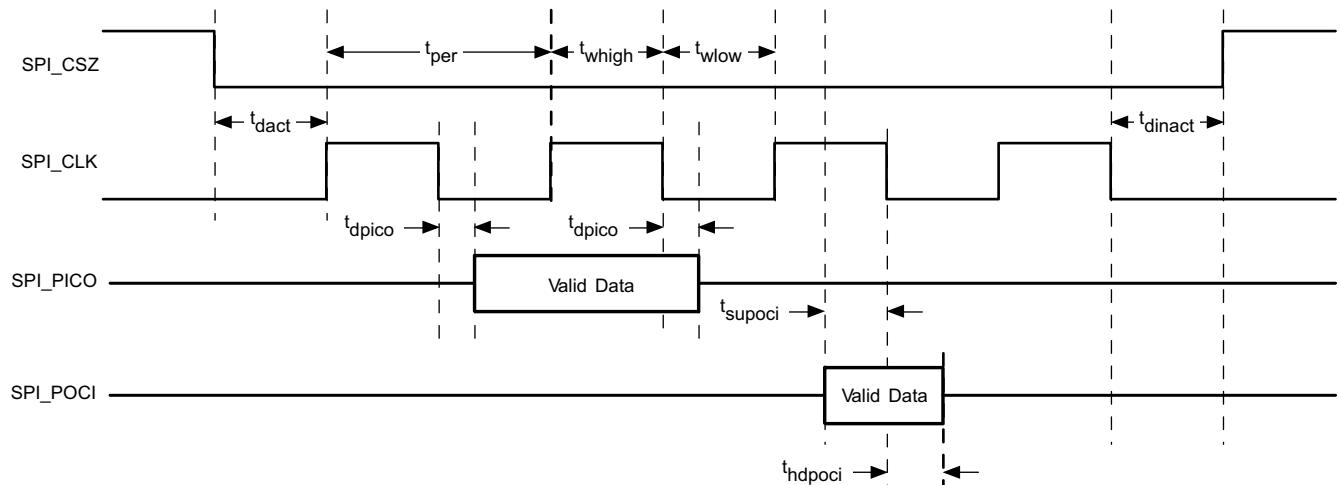 SPI_CSZ
t_per
t_whigh
t_wlow
t_dact
t_dinact
SPI_CLK
t_dpico
t_dpico
SPI_PICO
Valid Data
t_supoci
SPI_POCI
Valid Data
t_hdpoci